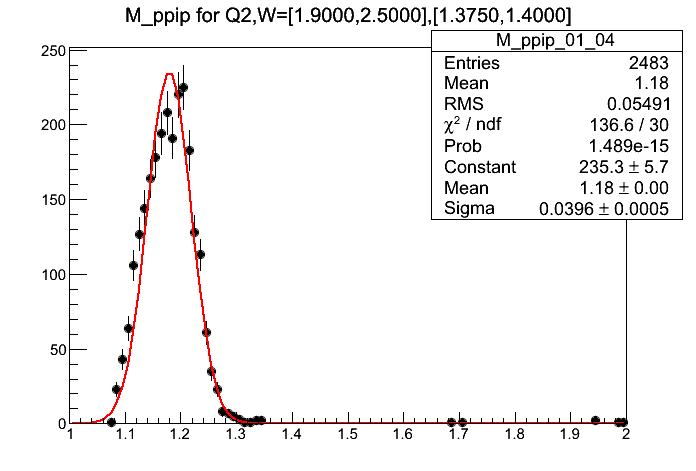 M_ppip for Q2,W=[1.9000,2.5000],[1.3750,1.4000]
M_ppip_01_04
Entries 2483
Mean 1.18
RMS 0.05491
χ² / ndf 136.6 / 30
Prob 1.489e-15
Constant 235.3 ± 5.7
Mean 1.18 ± 0.00
Sigma 0.0396 ± 0.0005
250
200
150
100
50
0
1 1.1 1.2 1.3 1.4 1.5 1.6 1.7 1.8 1.9 2